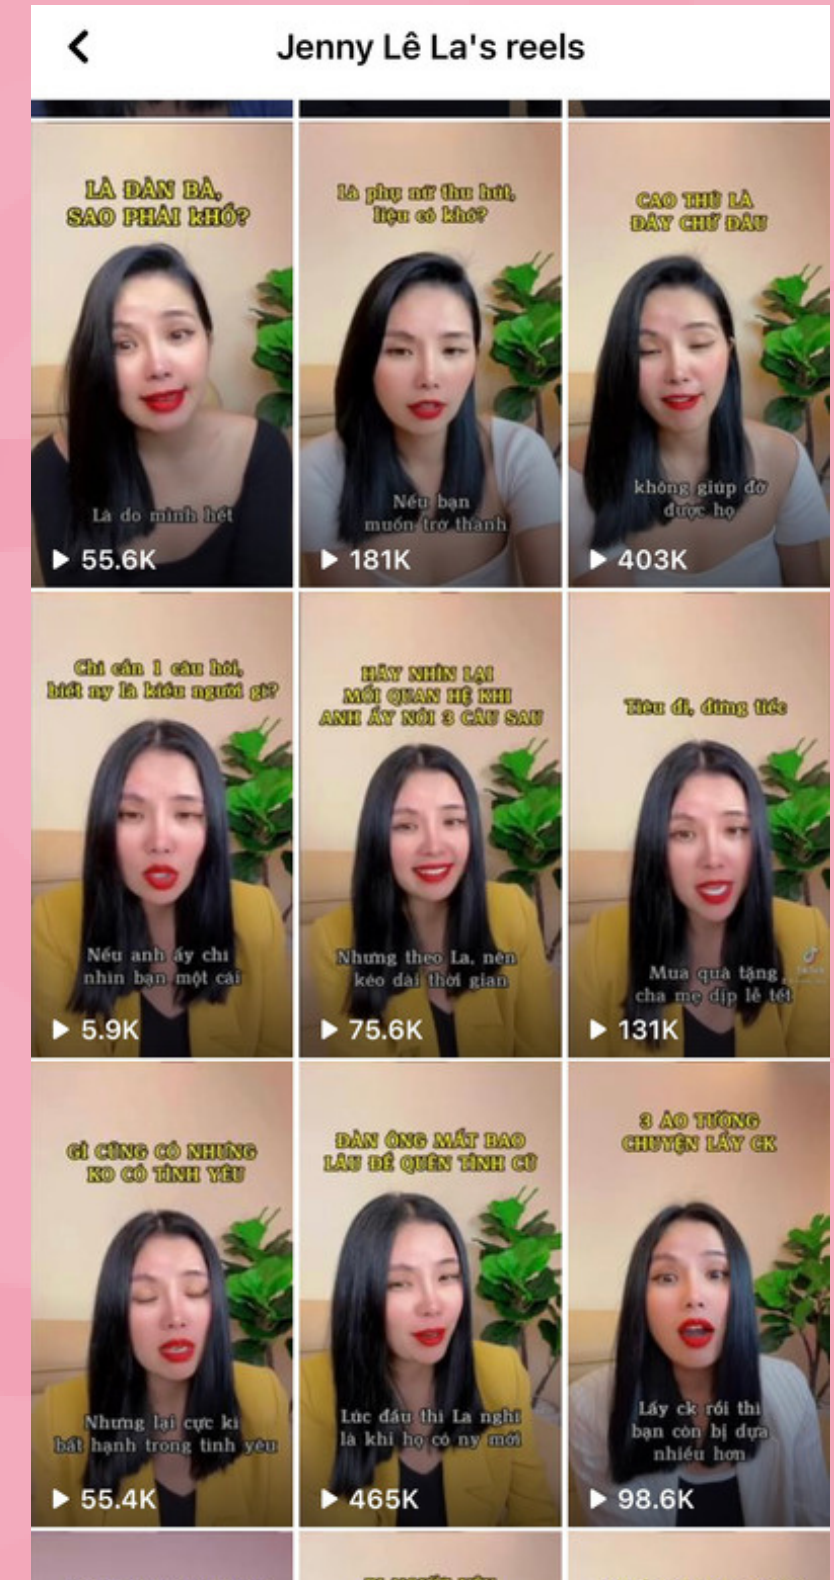 Jenny Lê La's reels
LÀ ĐÀN BÀ,
SAO PHẢI kHỔ?
Là do mình hết
55.6K
Là phụ nữ thu hút,
liệu có khó?
Nếu bạn
muốn trở thành
181K
CAO THỦ LÀ
ĐÂY CHỨ ĐÂU
không giúp đỡ
được họ
403K
Chỉ cần 1 câu hỏi,
biết ny là kiểu người gì?
Nếu anh ấy chỉ
nhìn bạn một cái
5.9K
HÃY NHÌN LẠI
MỐI QUAN HỆ KHI
ANH ẤY NÓI 3 CÂU SAU
Nhưng theo La, nên
kéo dài thời gian
75.6K
Tiêu đi, đừng tiếc
Mua quà tặng
cha mẹ dịp lễ tết
131K
GÌ CŨNG CÓ NHƯNG
KO CÓ TÌNH YÊU
Nhưng lại cực kì
bất hạnh trong tình yêu
55.4K
ĐÀN ÔNG MẤT BAO
LÂU ĐỂ QUÊN TÌNH CŨ
Lúc đầu thì La nghĩ
là khi họ có ny mới
465K
3 ẢO TƯỞNG
CHUYỆN LẤY CK
Lấy ck rồi thì
bạn còn bị dựa
nhiều hơn
98.6K